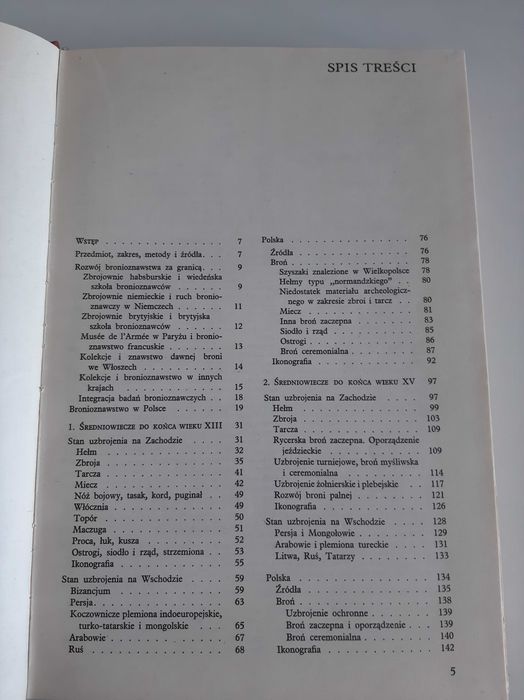 SPIS TREŚCI
WSTĘP . . . . . . . . . . . . . . 7
Przedmiot, zakres, metody i źródła . . . 7
Rozwój bronioznawstwa za granicą . . . 9
Zbrojownie habsburskie i wiedeńska
szkoła bronioznawców . . . . . . 9
Zbrojownie niemieckie i ruch bronio-
znawczy w Niemczech . . . . . . 11
Zbrojownie brytyjskie i brytyjska
szkoła bronioznawców . . . . . . 12
Musée de l'Armée w Paryżu i bronio-
znawstwo francuskie . . . . . . 13
Kolekcje i znawstwo dawnej broni
we Włoszech . . . . . . . . . . 14
Kolekcje i bronioznawstwo w innych
krajach . . . . . . . . . . . . 15
Integracja badań bronioznawczych . . 18
Bronioznawstwo w Polsce . . . . . . 19
1. ŚREDNIOWIECZE DO KOŃCA WIEKU XIII 31
Stan uzbrojenia na Zachodzie . . . . 31
Hełm . . . . . . . . . . . . . . 32
Zbroja . . . . . . . . . . . . . 35
Tarcza . . . . . . . . . . . . . 41
Miecz . . . . . . . . . . . . . 42
Nóż bojowy, tasak, kord, puginał . . 49
Włócznia . . . . . . . . . . . . 49
Topór . . . . . . . . . . . . . 50
Maczuga . . . . . . . . . . . . 51
Proca, łuk, kusza . . . . . . . . 52
Ostrogi, siodło i rząd, strzemiona . . 53
Ikonografia . . . . . . . . . . . 55
Stan uzbrojenia na Wschodzie . . . . 59
Bizancjum . . . . . . . . . . . 59
Persja . . . . . . . . . . . . . 63
Koczownicze plemiona indoeuropejskie,
turko-tatarskie i mongolskie . . . 65
Arabowie . . . . . . . . . . . . 67
Ruś . . . . . . . . . . . . . . 68
Polska . . . . . . . . . . . . . 76
Źródła . . . . . . . . . . . . . 76
Broń . . . . . . . . . . . . . . 78
Szyszaki znalezione w Wielkopolsce 78
Hełmy typu „normandzkiego” . . 80
Niedostatek materiału archeologicz-
nego w zakresie zbroi i tarcz . . 80
Miecz . . . . . . . . . . . . 81
Inna broń zaczepna . . . . . . 83
Siodło i rząd . . . . . . . . . 85
Ostrogi . . . . . . . . . . . 86
Broń ceremonialna . . . . . . . 87
Ikonografia . . . . . . . . . . . 92
2. ŚREDNIOWIECZE DO KOŃCA WIEKU XV 97
Stan uzbrojenia na Zachodzie . . . . 97
Hełm . . . . . . . . . . . . . . 99
Zbroja . . . . . . . . . . . . . 103
Tarcza . . . . . . . . . . . . . 109
Rycerska broń zaczepna. Oporządzenie
jeździeckie . . . . . . . . . . 109
Uzbrojenie turniejowe, broń myśliwska
i ceremonialna . . . . . . . . . 114
Uzbrojenie żołnierskie i plebejskie . . 117
Rozwój broni palnej . . . . . . . 121
Ikonografia . . . . . . . . . . . 126
Stan uzbrojenia na Wschodzie . . . . 128
Persja i Mongołowie . . . . . . . 129
Arabowie i plemiona tureckie . . . . 131
Litwa, Ruś, Tatarzy . . . . . . . 133
Polska . . . . . . . . . . . . . 134
Źródła . . . . . . . . . . . . . 135
Broń . . . . . . . . . . . . . . 138
Uzbrojenie ochronne . . . . . . 139
Broń zaczepna i oporządzenie . . . 139
Broń ceremonialna . . . . . . . 140
Ikonografia . . . . . . . . . . . 142
5